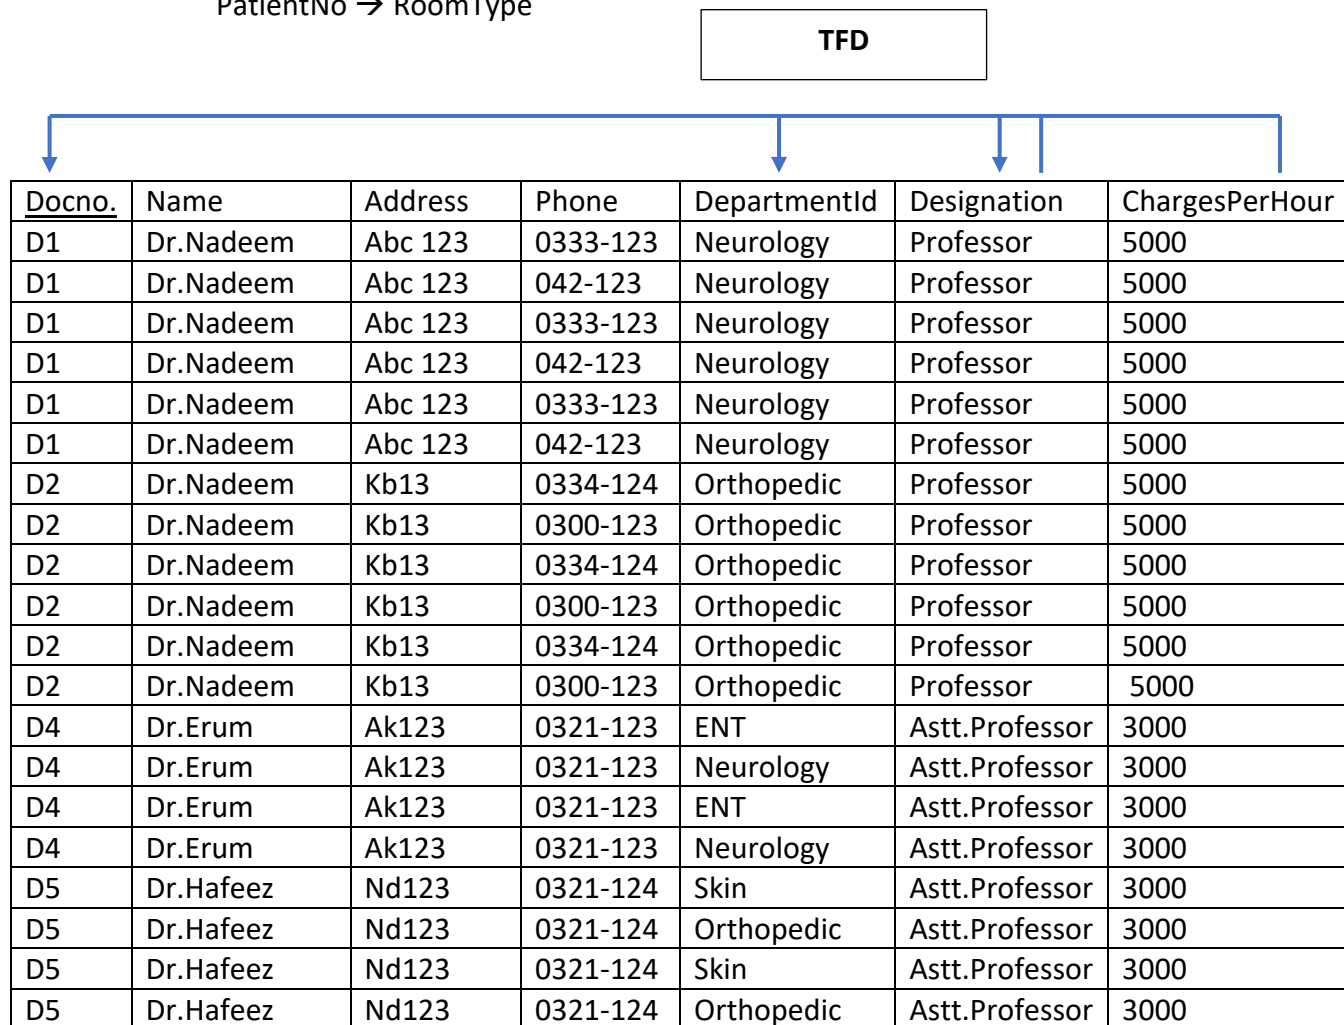 PatientNo → RoomType
TFD
Docno. Name Address Phone DepartmentId Designation ChargesPerHour
D1 Dr.Nadeem Abc 123 0333-123 Neurology Professor 5000
D1 Dr.Nadeem Abc 123 042-123 Neurology Professor 5000
D1 Dr.Nadeem Abc 123 0333-123 Neurology Professor 5000
D1 Dr.Nadeem Abc 123 042-123 Neurology Professor 5000
D1 Dr.Nadeem Abc 123 0333-123 Neurology Professor 5000
D1 Dr.Nadeem Abc 123 042-123 Neurology Professor 5000
D2 Dr.Nadeem Kb13 0334-124 Orthopedic Professor 5000
D2 Dr.Nadeem Kb13 0300-123 Orthopedic Professor 5000
D2 Dr.Nadeem Kb13 0334-124 Orthopedic Professor 5000
D2 Dr.Nadeem Kb13 0300-123 Orthopedic Professor 5000
D2 Dr.Nadeem Kb13 0334-124 Orthopedic Professor 5000
D2 Dr.Nadeem Kb13 0300-123 Orthopedic Professor 5000
D4 Dr.Erum Ak123 0321-123 ENT Astt.Professor 3000
D4 Dr.Erum Ak123 0321-123 Neurology Astt.Professor 3000
D4 Dr.Erum Ak123 0321-123 ENT Astt.Professor 3000
D4 Dr.Erum Ak123 0321-123 Neurology Astt.Professor 3000
D5 Dr.Hafeez Nd123 0321-124 Skin Astt.Professor 3000
D5 Dr.Hafeez Nd123 0321-124 Orthopedic Astt.Professor 3000
D5 Dr.Hafeez Nd123 0321-124 Skin Astt.Professor 3000
D5 Dr.Hafeez Nd123 0321-124 Orthopedic Astt.Professor 3000